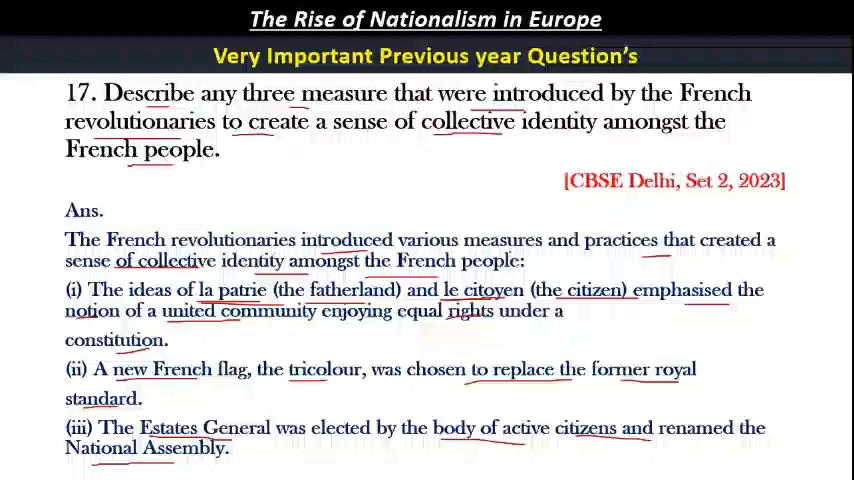 The Rise of Nationalism in Europe
Very Important Previous year Question's
17. Describe any three measure that were introduced by the French
revolutionaries to create a sense of collective identity amongst the
French people.
[CBSE Delhi, Set 2, 2023]
Ans.
The French revolutionaries introduced various measures and practices that created a
sense of collective identity amongst the French people:
(i) The ideas of la patrie (the fatherland) and le citoyen (the citizen) emphasised the
notion of a united community enjoying equal rights under a
constitution.
(ii) A new French flag, the tricolour, was chosen to replace the former royal
standard.
(iii) The Estates General was elected by the body of active citizens and renamed the
National Assembly.